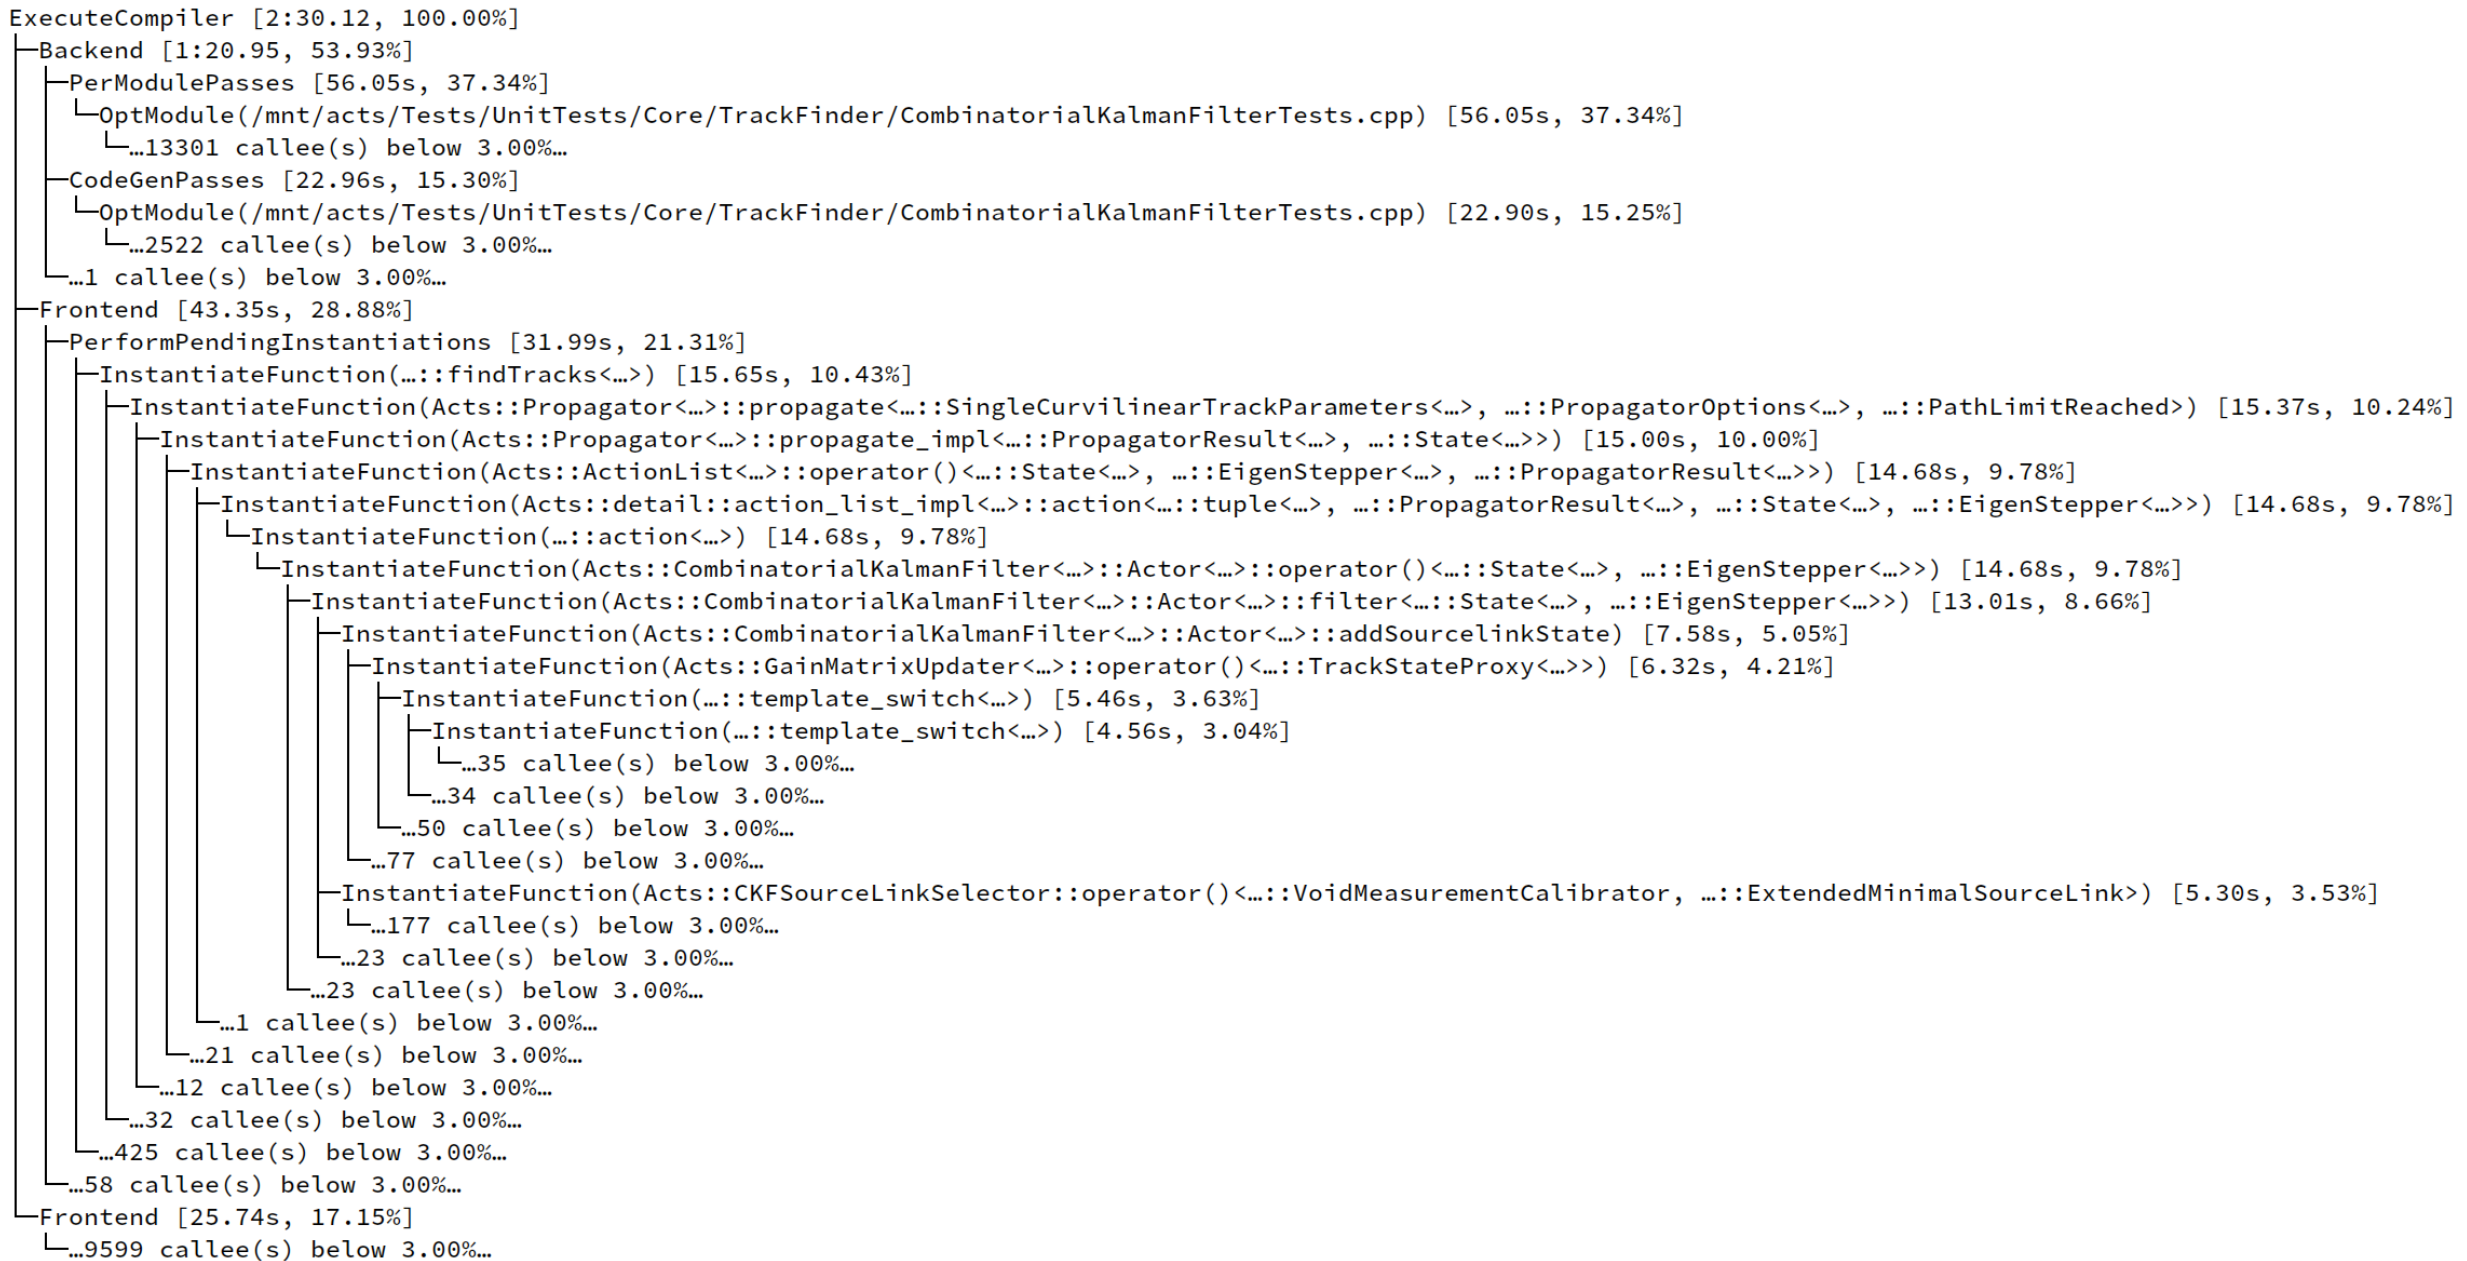 ExecuteCompiler [2:30.12, 100.00%]
Backend [1:20.95, 53.93%]
PerModulePasses [56.05s, 37.34%]
OptModule(/mnt/acts/Tests/UnitTests/Core/TrackFinder/CombinatorialKalmanFilterTests.cpp) [56.05s, 37.34%]
…13301 callee(s) below 3.00%…
CodeGenPasses [22.96s, 15.30%]
OptModule(/mnt/acts/Tests/UnitTests/Core/TrackFinder/CombinatorialKalmanFilterTests.cpp) [22.90s, 15.25%]
…2522 callee(s) below 3.00%…
…1 callee(s) below 3.00%…
Frontend [43.35s, 28.88%]
PerformPendingInstantiations [31.99s, 21.31%]
InstantiateFunction(…::findTracks<…>) [15.65s, 10.43%]
InstantiateFunction(Acts::Propagator<…>::propagate<…::SingleCurvilinearTrackParameters<…>, …::PropagatorOptions<…>, …::PathLimitReached>) [15.37s, 10.24%]
InstantiateFunction(Acts::Propagator<…>::propagate_impl<…::PropagatorResult<…>, …::State<…>>) [15.00s, 10.00%]
InstantiateFunction(Acts::ActionList<…>::operator()<…::State<…>, …::EigenStepper<…>, …::PropagatorResult<…>>) [14.68s, 9.78%]
InstantiateFunction(Acts::detail::action_list_impl<…>::action<…::tuple<…>, …::PropagatorResult<…>, …::State<…>, …::EigenStepper<…>>) [14.68s, 9.78%]
InstantiateFunction(…::action<…>) [14.68s, 9.78%]
InstantiateFunction(Acts::CombinatorialKalmanFilter<…>::Actor<…>::operator()<…::State<…>, …::EigenStepper<…>>) [14.68s, 9.78%]
InstantiateFunction(Acts::CombinatorialKalmanFilter<…>::Actor<…>::filter<…::State<…>, …::EigenStepper<…>>) [13.01s, 8.66%]
InstantiateFunction(Acts::CombinatorialKalmanFilter<…>::Actor<…>::addSourcelinkState) [7.58s, 5.05%]
InstantiateFunction(Acts::GainMatrixUpdater<…>::operator()<…::TrackStateProxy<…>>) [6.32s, 4.21%]
InstantiateFunction(…::template_switch<…>) [5.46s, 3.63%]
InstantiateFunction(…::template_switch<…>) [4.56s, 3.04%]
…35 callee(s) below 3.00%…
…34 callee(s) below 3.00%…
…50 callee(s) below 3.00%…
…77 callee(s) below 3.00%…
InstantiateFunction(Acts::CKFSourceLinkSelector::operator()<…::VoidMeasurementCalibrator, …::ExtendedMinimalSourceLink>) [5.30s, 3.53%]
…177 callee(s) below 3.00%…
…23 callee(s) below 3.00%…
…23 callee(s) below 3.00%…
…1 callee(s) below 3.00%…
…21 callee(s) below 3.00%…
…12 callee(s) below 3.00%…
…32 callee(s) below 3.00%…
…425 callee(s) below 3.00%…
…58 callee(s) below 3.00%…
Frontend [25.74s, 17.15%]
…9599 callee(s) below 3.00%…